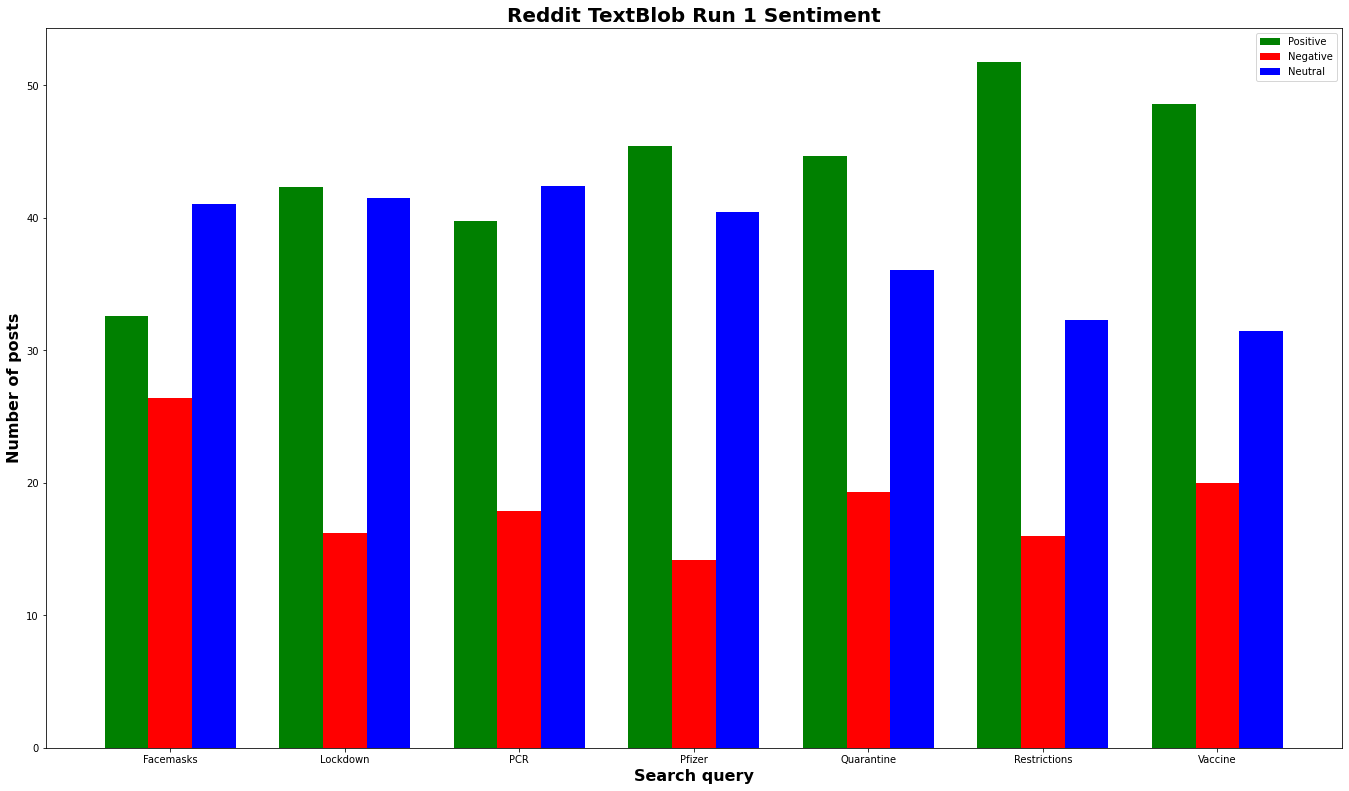 Reddit TextBlob Run 1 Sentiment
Positive
Negative
Neutral
Number of posts
50
40
30
20
10
0
Facemasks Lockdown PCR Pfizer Quarantine Restrictions Vaccine
Search query